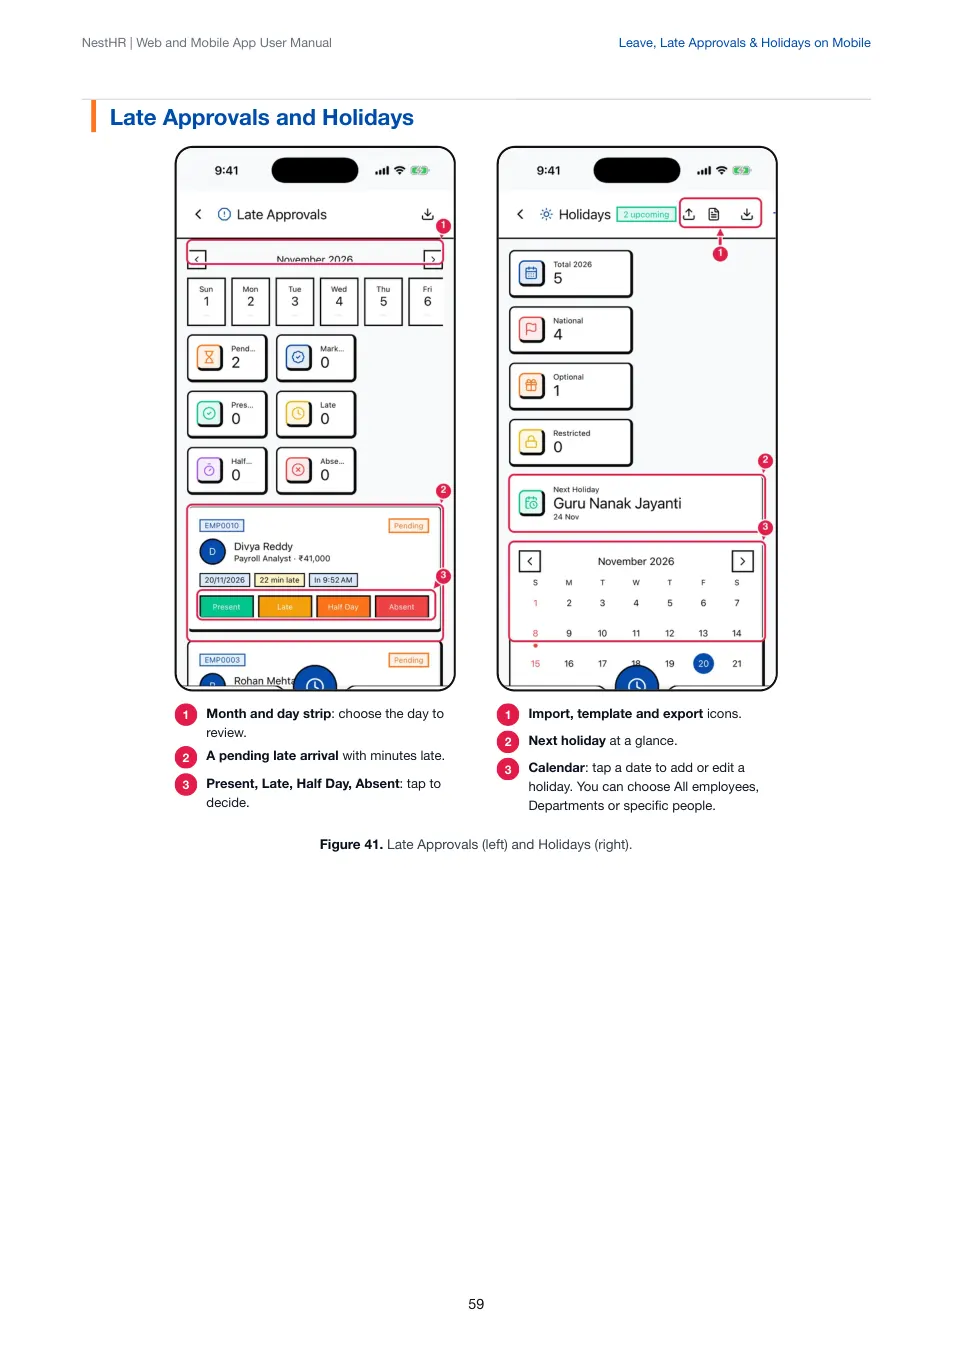 NestHR | Web and Mobile App User Manual
Leave, Late Approvals & Holidays on Mobile
Late Approvals and Holidays
9:41
Late Approvals
1
November 2026
Sun Mon Tue Wed Thu Fri
1 2 3 4 5 6
Pend... Mark...
2 0
Pres... Late
0 0
Half... Abse...
0 0
2
EMP0010 Pending
D
Divya Reddy
Payroll Analyst · ₹41,000
20/11/2026 22 min late In 9:52 AM
3
Present Late Half Day Absent
EMP0003 Pending
Rohan Mehta
9:41
Holidays 2 upcoming
1
Total 2026
5
National
4
Optional
1
Restricted
0
2
Next Holiday
Guru Nanak Jayanti
24 Nov
3
November 2026
S M T W T F S
1 2 3 4 5 6 7
8 9 10 11 12 13 14
15 16 17 18 19 20 21
1 Month and day strip: choose the day to
review.
2 A pending late arrival with minutes late.
3 Present, Late, Half Day, Absent: tap to
decide.
1 Import, template and export icons.
2 Next holiday at a glance.
3 Calendar: tap a date to add or edit a
holiday. You can choose All employees,
Departments or specific people.
Figure 41. Late Approvals (left) and Holidays (right).
59